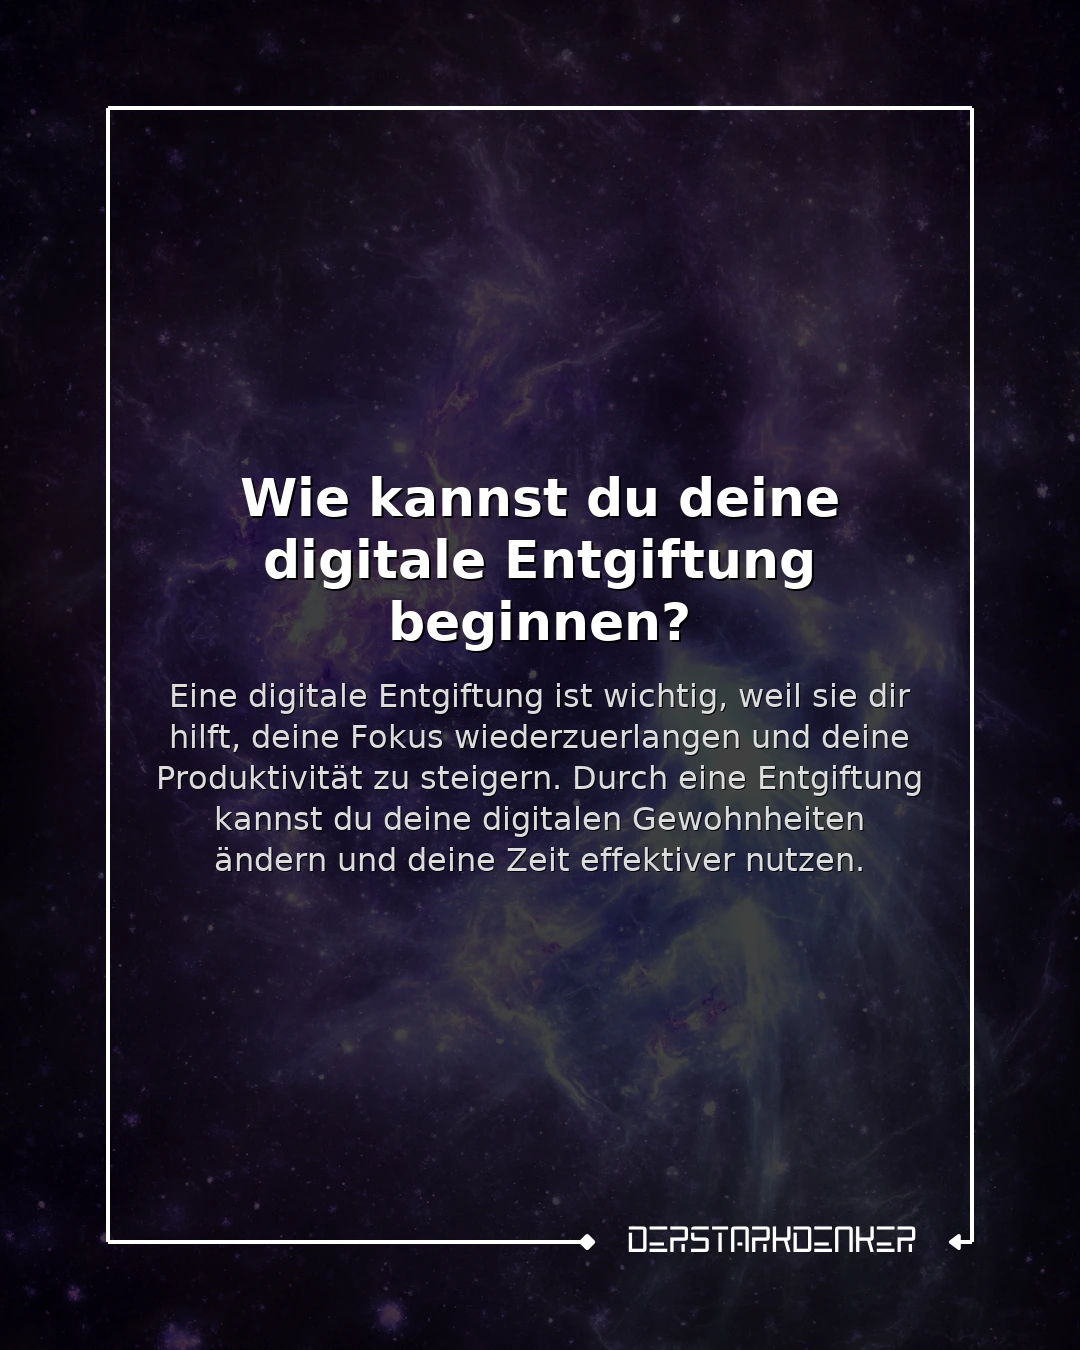 Wie kannst du deine
digitale Entgiftung
beginnen?
Eine digitale Entgiftung ist wichtig, weil sie dir
hilft, deine Fokus wiederzuerlangen und deine
Produktivität zu steigern. Durch eine Entgiftung
kannst du deine digitalen Gewohnheiten
ändern und deine Zeit effektiver nutzen.
DERSTARKDENKER